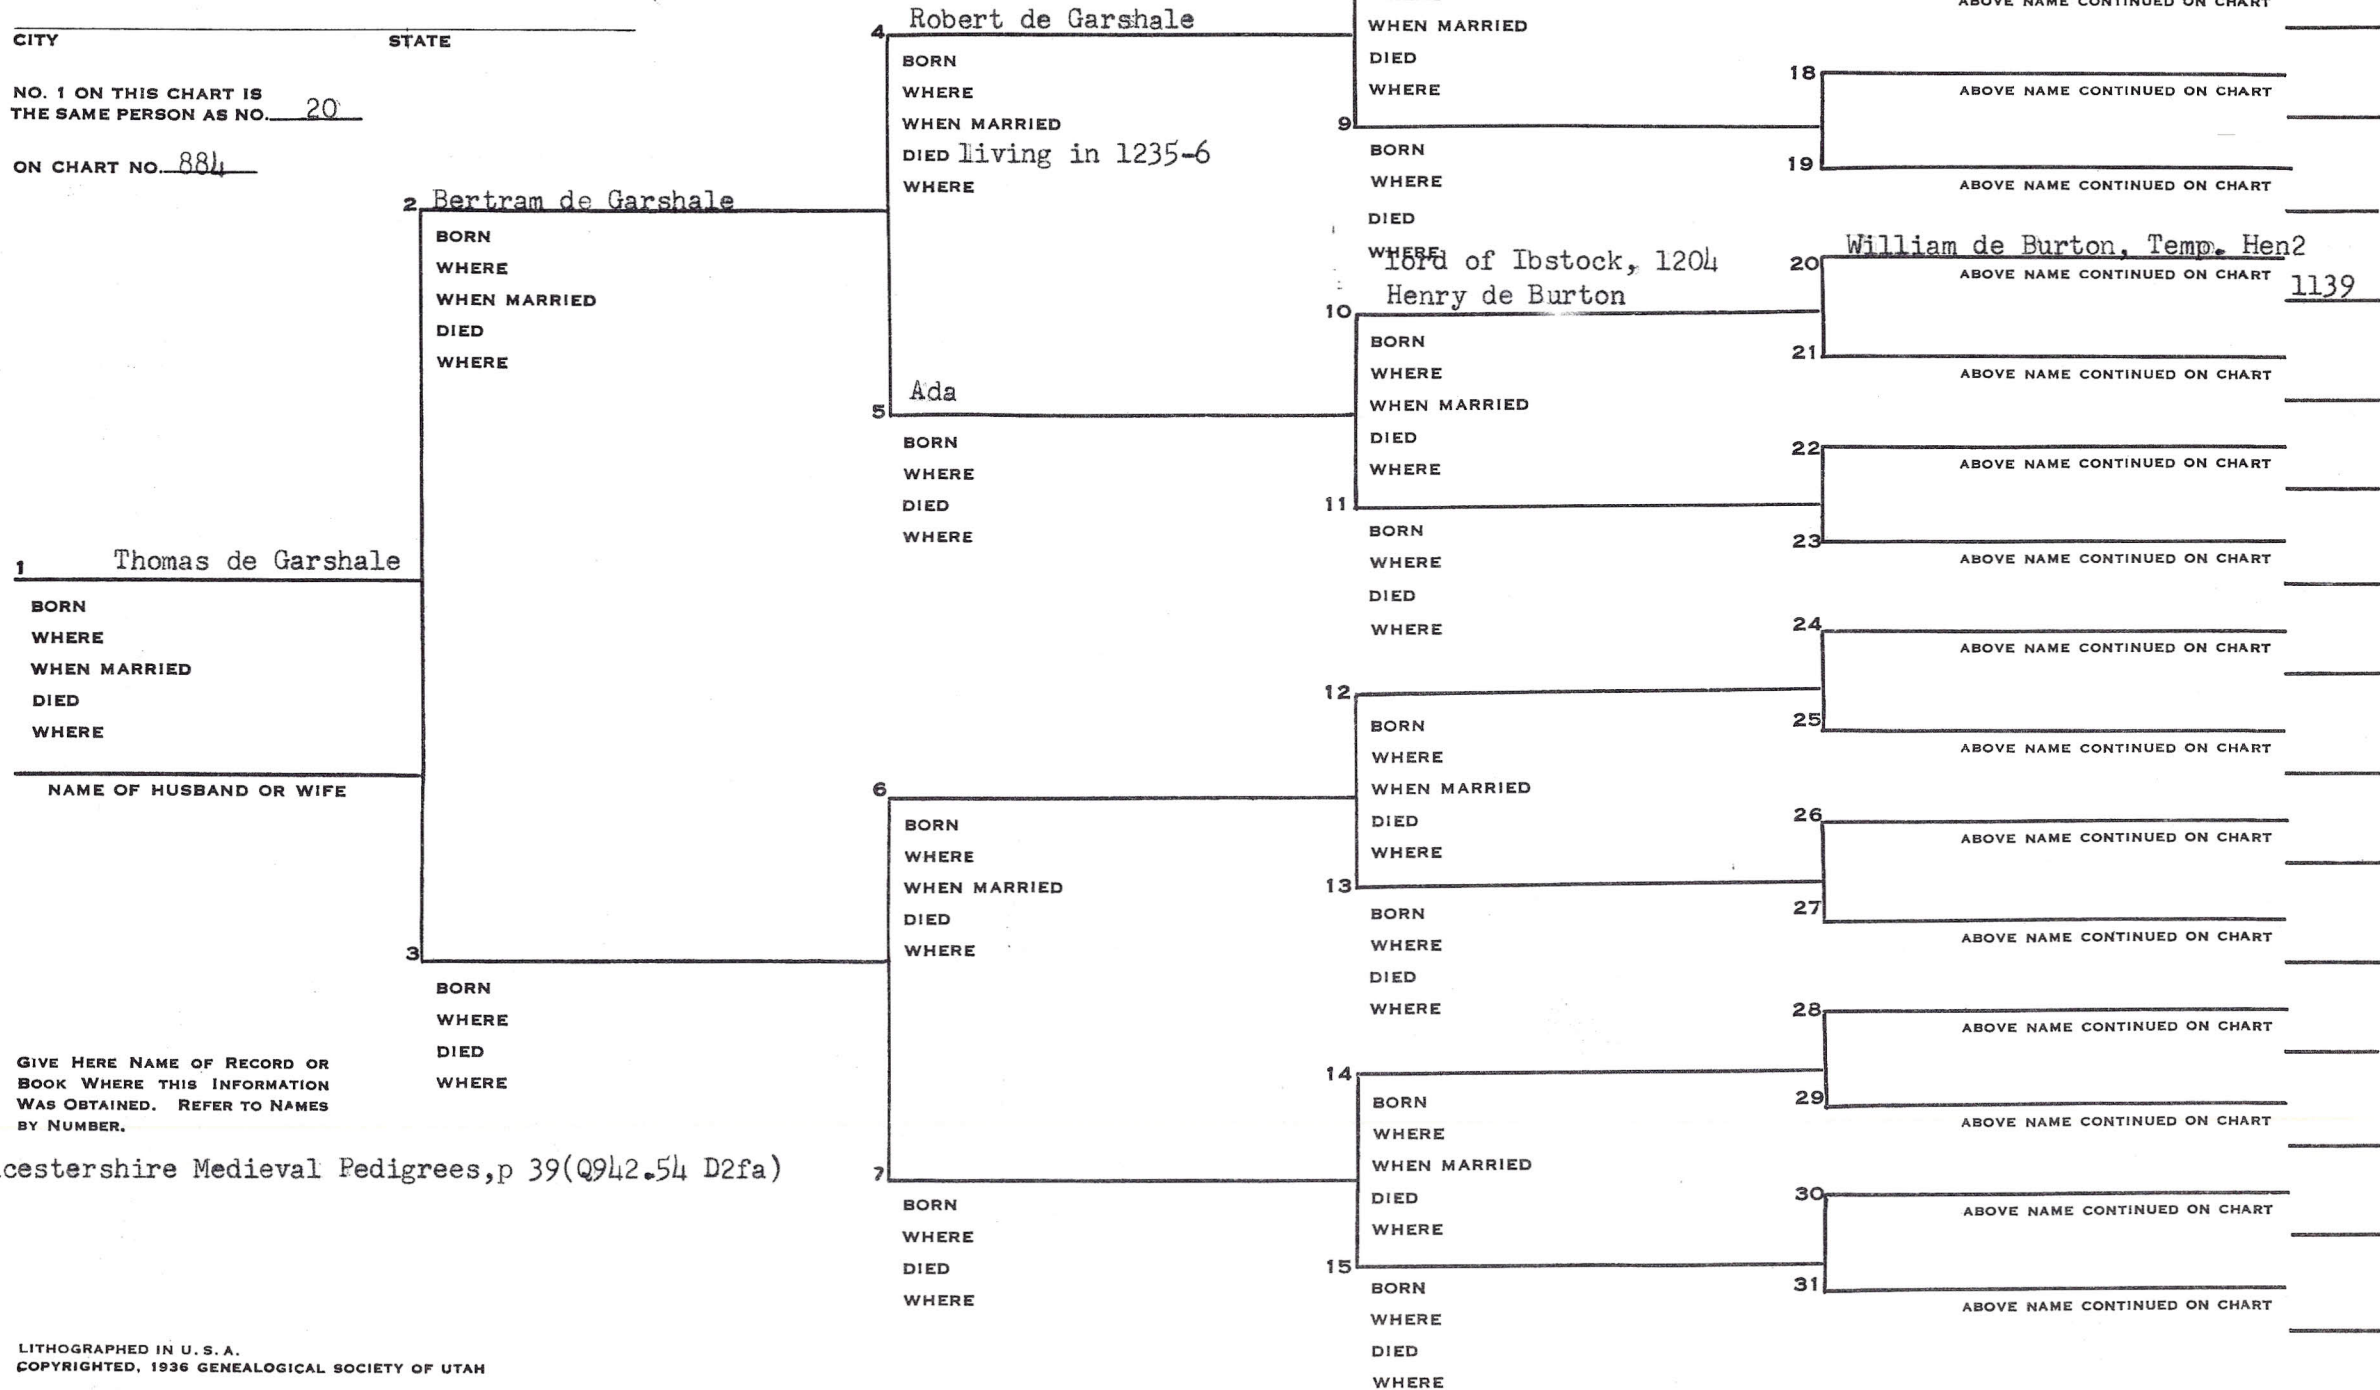 CITY STATE
NO. 1 ON THIS CHART IS
THE SAME PERSON AS NO. 20
ON CHART NO. 884
1 Thomas de Garshale
BORN
WHERE
WHEN MARRIED
DIED
WHERE
NAME OF HUSBAND OR WIFE
GIVE HERE NAME OF RECORD OR
BOOK WHERE THIS INFORMATION
WAS OBTAINED. REFER TO NAMES
BY NUMBER.
cestershire Medieval Pedigrees,p 39(Q942.54 D2fa)
LITHOGRAPHED IN U. S. A.
COPYRIGHTED, 1936 GENEALOGICAL SOCIETY OF UTAH
2 Bertram de Garshale
BORN
WHERE
WHEN MARRIED
DIED
WHERE
3
BORN
WHERE
DIED
WHERE
4 Robert de Garshale
BORN
WHERE
WHEN MARRIED
DIED living in 1235-6
WHERE
5 Ada
BORN
WHERE
DIED
WHERE
6
BORN
WHERE
WHEN MARRIED
DIED
WHERE
7
BORN
WHERE
DIED
WHERE
WHEN MARRIED
DIED
WHERE
9
BORN
WHERE
DIED
WHERE
lord of Ibstock, 1204
Henry de Burton
10
BORN
WHERE
WHEN MARRIED
DIED
WHERE
11
BORN
WHERE
DIED
WHERE
12
BORN
WHERE
WHEN MARRIED
DIED
WHERE
13
BORN
WHERE
DIED
WHERE
14
BORN
WHERE
WHEN MARRIED
DIED
WHERE
15
BORN
WHERE
DIED
WHERE
ABOVE NAME CONTINUED ON CHART
18
ABOVE NAME CONTINUED ON CHART
19
ABOVE NAME CONTINUED ON CHART
William de Burton, Temp. Hen2
20
ABOVE NAME CONTINUED ON CHART 1139
21
ABOVE NAME CONTINUED ON CHART
22
ABOVE NAME CONTINUED ON CHART
23
ABOVE NAME CONTINUED ON CHART
24
ABOVE NAME CONTINUED ON CHART
25
ABOVE NAME CONTINUED ON CHART
26
ABOVE NAME CONTINUED ON CHART
27
ABOVE NAME CONTINUED ON CHART
28
ABOVE NAME CONTINUED ON CHART
29
ABOVE NAME CONTINUED ON CHART
30
ABOVE NAME CONTINUED ON CHART
31
ABOVE NAME CONTINUED ON CHART